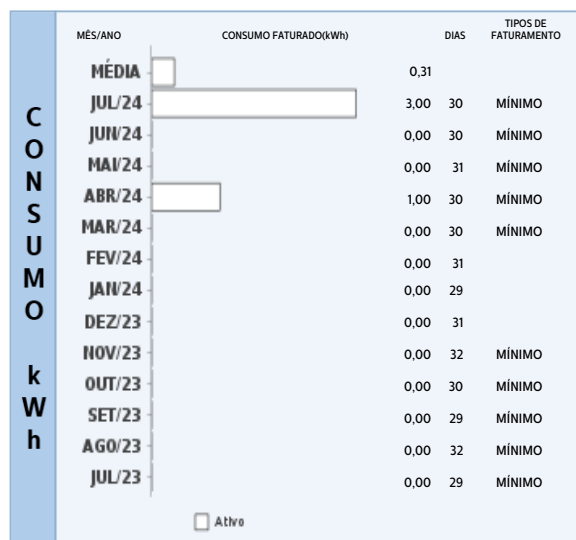 MÊS/ANO CONSUMO FATURADO(kWh) DIAS TIPOS DE FATURAMENTO
CONSUMO kWh
MÉDIA 0,31
JUL/24 3,00 30 MÍNIMO
JUN/24 0,00 30 MÍNIMO
MAI/24 0,00 31 MÍNIMO
ABR/24 1,00 30 MÍNIMO
MAR/24 0,00 30 MÍNIMO
FEV/24 0,00 31
JAN/24 0,00 29
DEZ/23 0,00 31
NOV/23 0,00 32 MÍNIMO
OUT/23 0,00 30 MÍNIMO
SET/23 0,00 29 MÍNIMO
AGO/23 0,00 32 MÍNIMO
JUL/23 0,00 29 MÍNIMO
Ativo